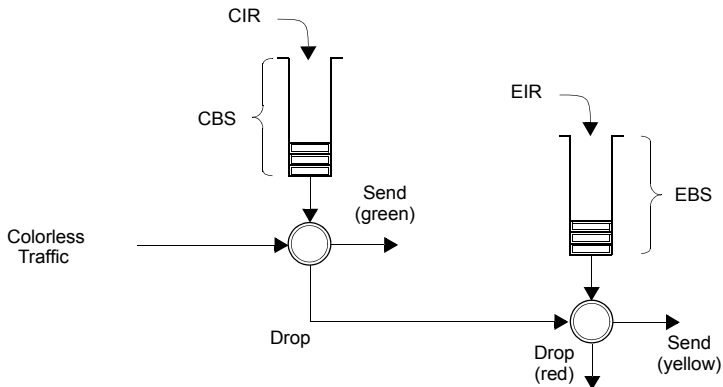 CIR
EIR
CBS
Send
(green)
EBS
Colorless
Traffic
Drop
Drop
(red)
Send
(yellow)